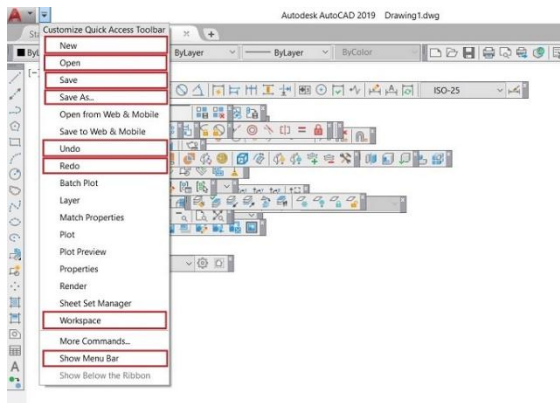 Autodesk AutoCAD 2019 Drawing1.dwg
Customize Quick Access Toolbar
New
Open
Save
Save As...
Open from Web & Mobile
Save to Web & Mobile
Undo
Redo
Batch Plot
Layer
Match Properties
Plot
Plot Preview
Properties
Render
Sheet Set Manager
Workspace
More Commands...
Show Menu Bar
Show Below the Ribbon
ByLayer
ByLayer
ByColor
ISO-25